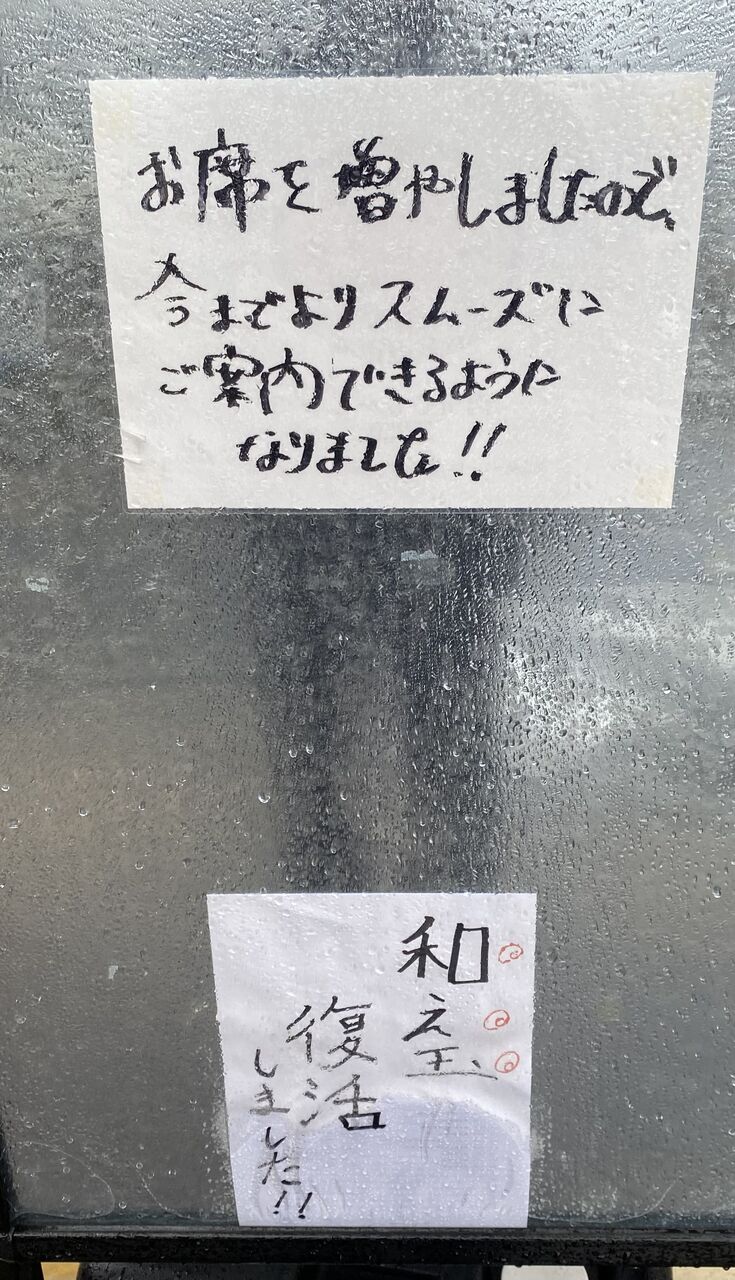 お席を増やしましたので、
今までよりスムーズに
ご案内できるように
なりました!!
和え玉
復活
しました!!